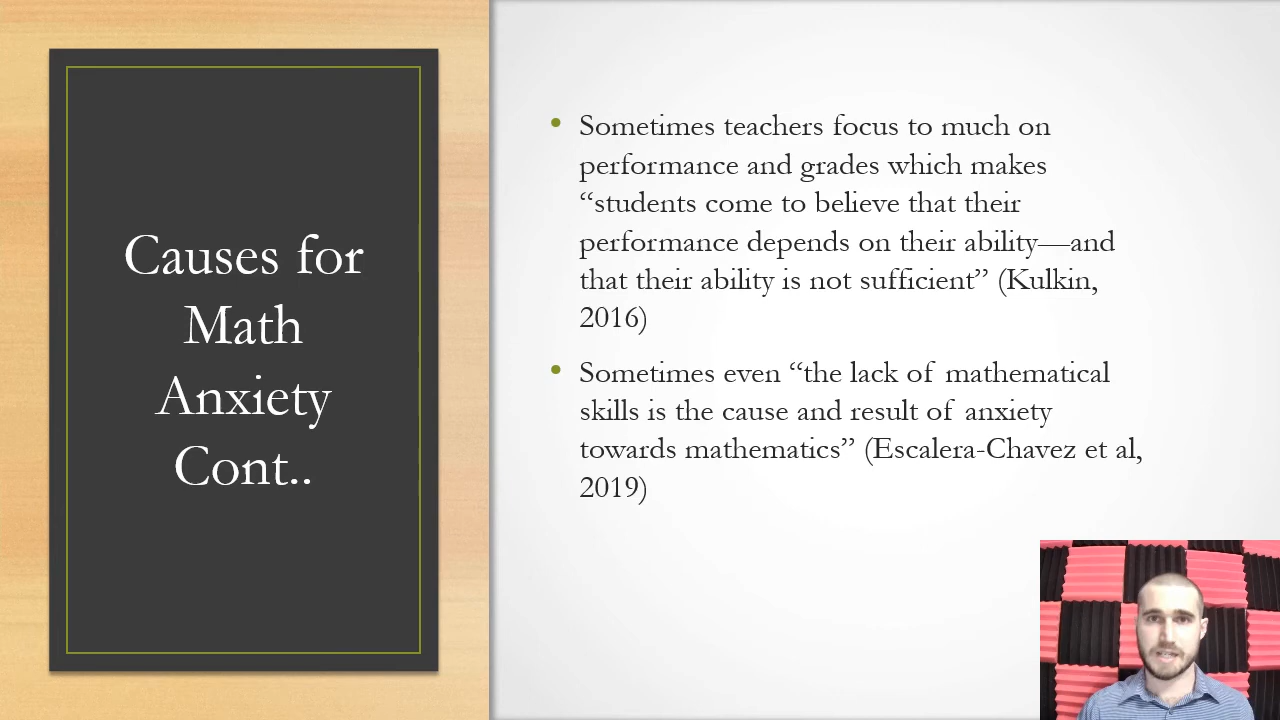 Causes for
Math
Anxiety
Cont..
Sometimes teachers focus to much on
performance and grades which makes
“students come to believe that their
performance depends on their ability—and
that their ability is not sufficient” (Kulkin,
2016)
Sometimes even “the lack of mathematical
skills is the cause and result of anxiety
towards mathematics” (Escalera-Chavez et al,
2019)